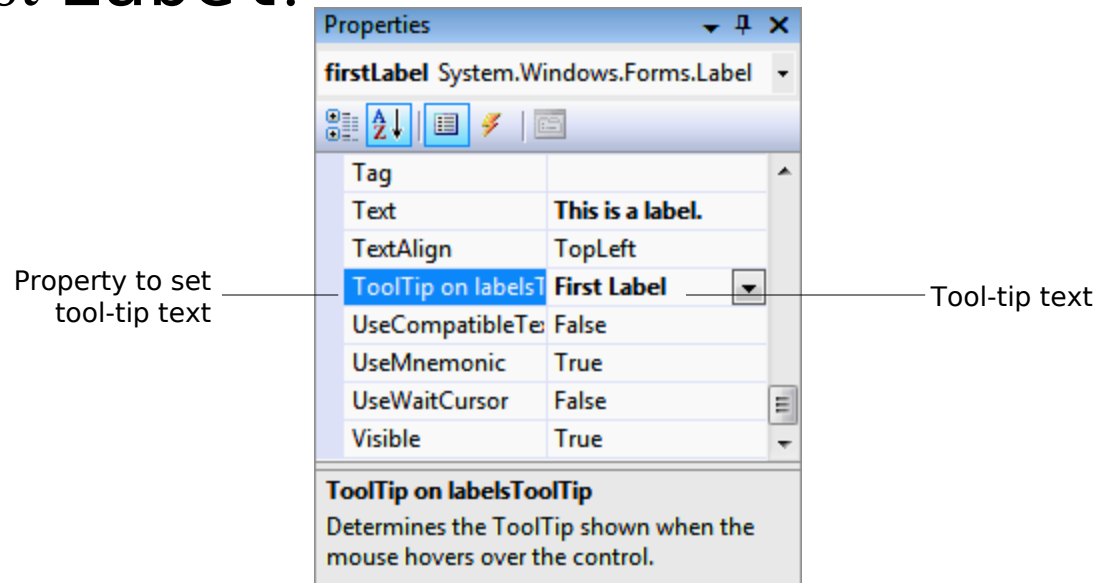 Label.
Properties
firstLabel System.Windows.Forms.Label
Tag
Text This is a label.
TextAlign TopLeft
ToolTip on labelsT First Label
UseCompatibleTe False
UseMnemonic True
UseWaitCursor False
Visible True
ToolTip on labelsToolTip
Determines the ToolTip shown when the
mouse hovers over the control.
Property to set
tool-tip text
Tool-tip text